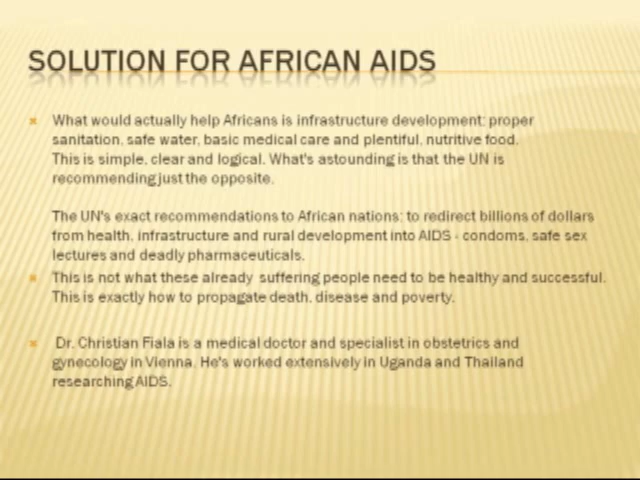 SOLUTION FOR AFRICAN AIDS
What would actually help Africans is infrastructure development: proper
sanitation, safe water, basic medical care and plentiful, nutritive food.
This is simple, clear and logical. What's astounding is that the UN is
recommending just the opposite.
The UN's exact recommendations to African nations: to redirect billions of dollars
from health, infrastructure and rural development into AIDS - condoms, safe sex
lectures and deadly pharmaceuticals.
This is not what these already suffering people need to be healthy and successful.
This is exactly how to propagate death, disease and poverty.
Dr. Christian Fiala is a medical doctor and specialist in obstetrics and
gynecology in Vienna. He's worked extensively in Uganda and Thailand
researching AIDS.